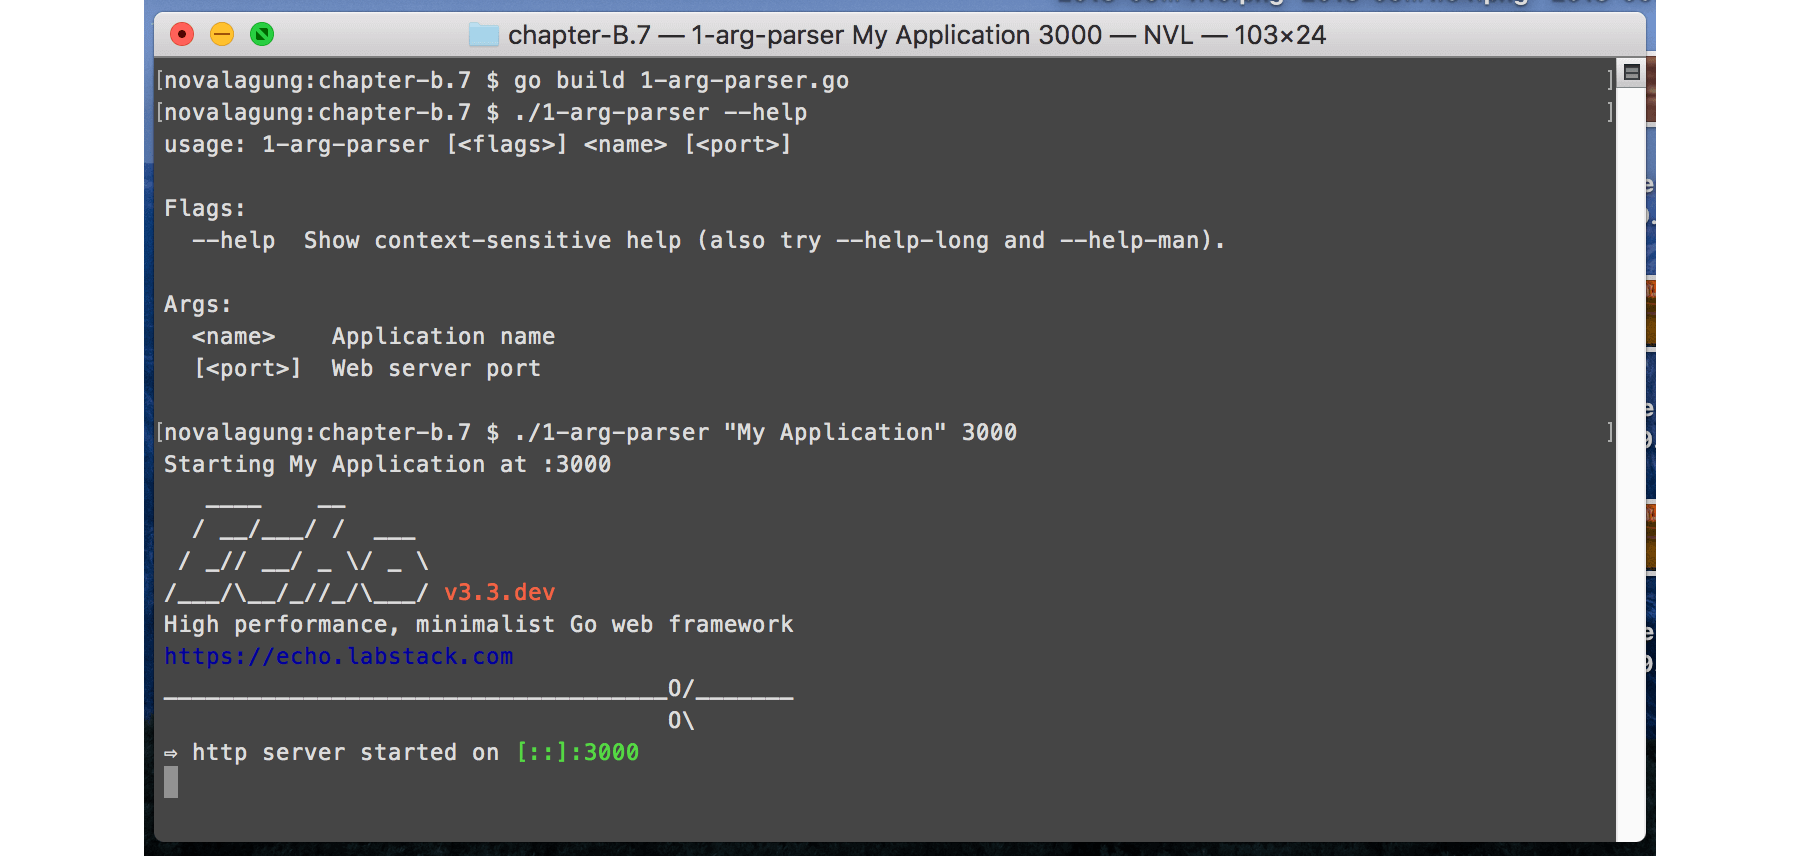 chapter-B.7 — 1-arg-parser My Application 3000 — NVL — 103×24
[novalagung:chapter-b.7 $ go build 1-arg-parser.go ]
[novalagung:chapter-b.7 $ ./1-arg-parser --help ]
usage: 1-arg-parser [<flags>] <name> [<port>]

Flags:
  --help  Show context-sensitive help (also try --help-long and --help-man).

Args:
  <name>    Application name
  [<port>]  Web server port

[novalagung:chapter-b.7 $ ./1-arg-parser "My Application" 3000 ]
Starting My Application at :3000
   ____    __
  / __/___/ /  ___
 / _// __/ _ \/ _ \
/___/\__/_//_/\___/ v3.3.dev
High performance, minimalist Go web framework
https://echo.labstack.com
____________________________________O/_______
                                    O\
⇨ http server started on [::]:3000